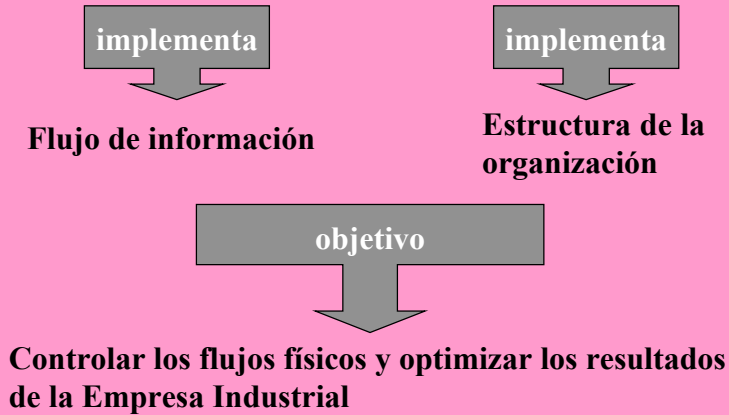 implementa
implementa
Flujo de información
Estructura de la
organización
objetivo
Controlar los flujos físicos y optimizar los resultados
de la Empresa Industrial